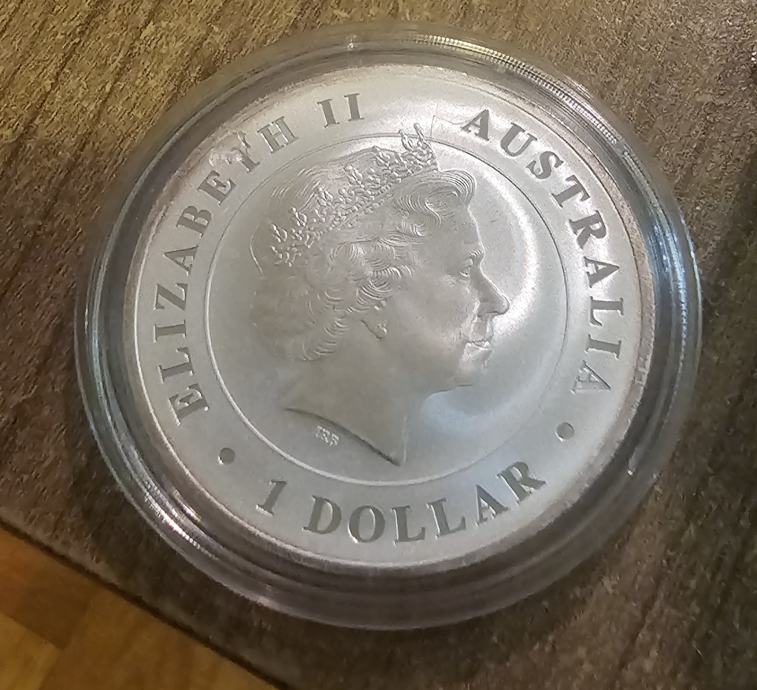 ELIZABETH II
AUSTRALIA
• 1 DOLLAR •
IRB